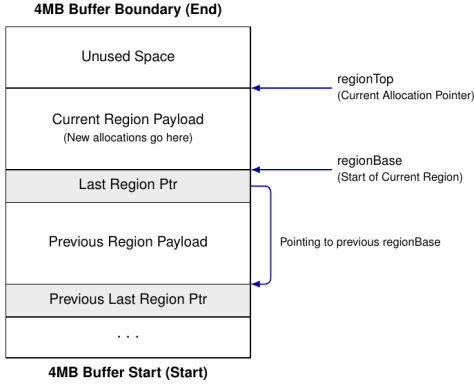 4MB Buffer Boundary (End)
Unused Space
regionTop
(Current Allocation Pointer)
Current Region Payload
(New allocations go here)
regionBase
(Start of Current Region)
Last Region Ptr
Previous Region Payload
Pointing to previous regionBase
Previous Last Region Ptr
. . .
4MB Buffer Start (Start)